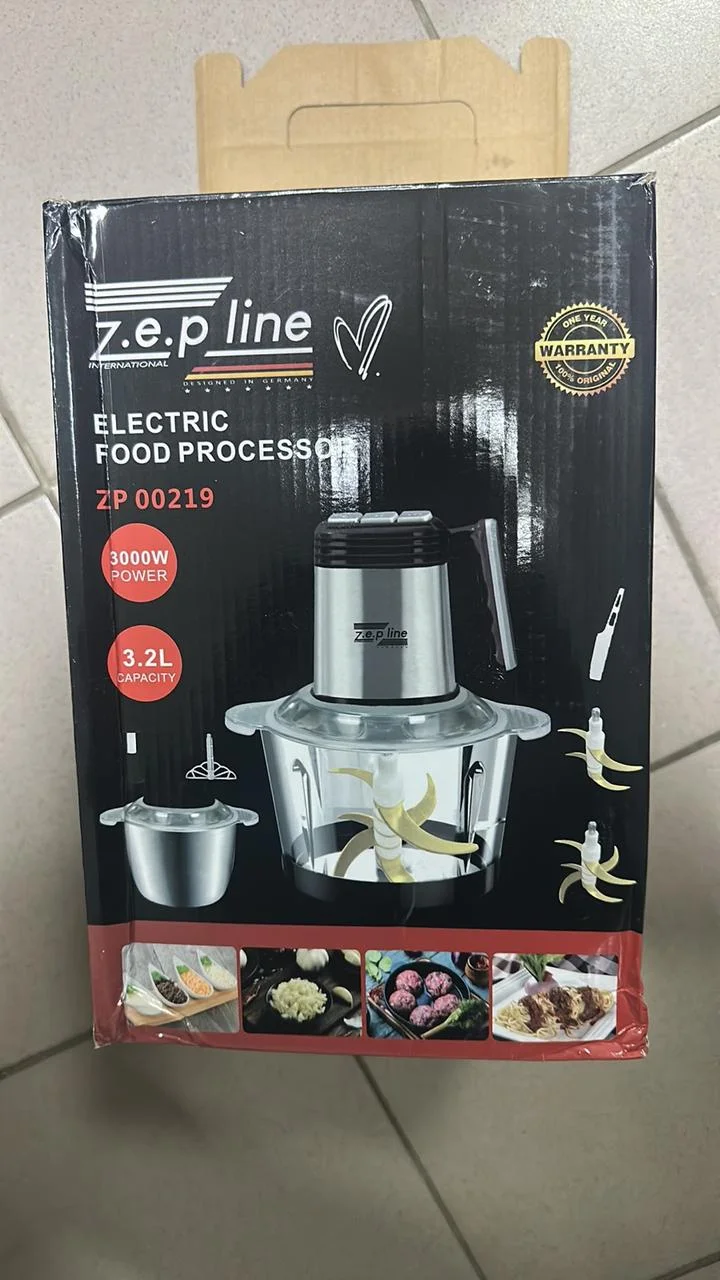 z.e.p line
INTERNATIONAL
DESIGNED IN GERMANY
ONE YEAR
WARRANTY
100% ORIGINAL
ELECTRIC
FOOD PROCESSOR
ZP 00219
3000W
POWER
3.2L
CAPACITY
z.e.p line